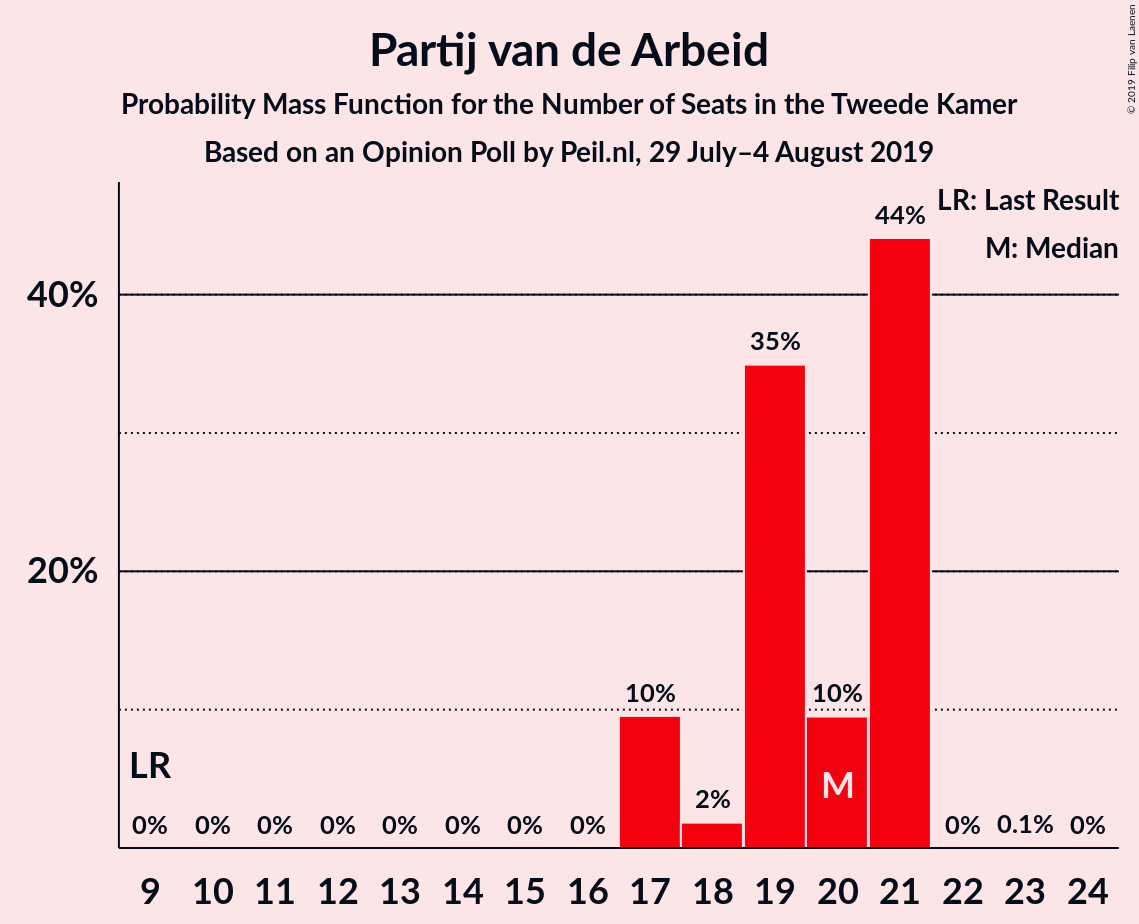 Partij van de Arbeid
Probability Mass Function for the Number of Seats in the Tweede Kamer
Based on an Opinion Poll by Peil.nl, 29 July–4 August 2019
© 2019 Filip van Laenen
LR: Last Result
M: Median
40%
20%
44%
35%
10%
2%
10%
M
LR
0% 0% 0% 0% 0% 0% 0% 0% 0% 0.1% 0%
9 10 11 12 13 14 15 16 17 18 19 20 21 22 23 24